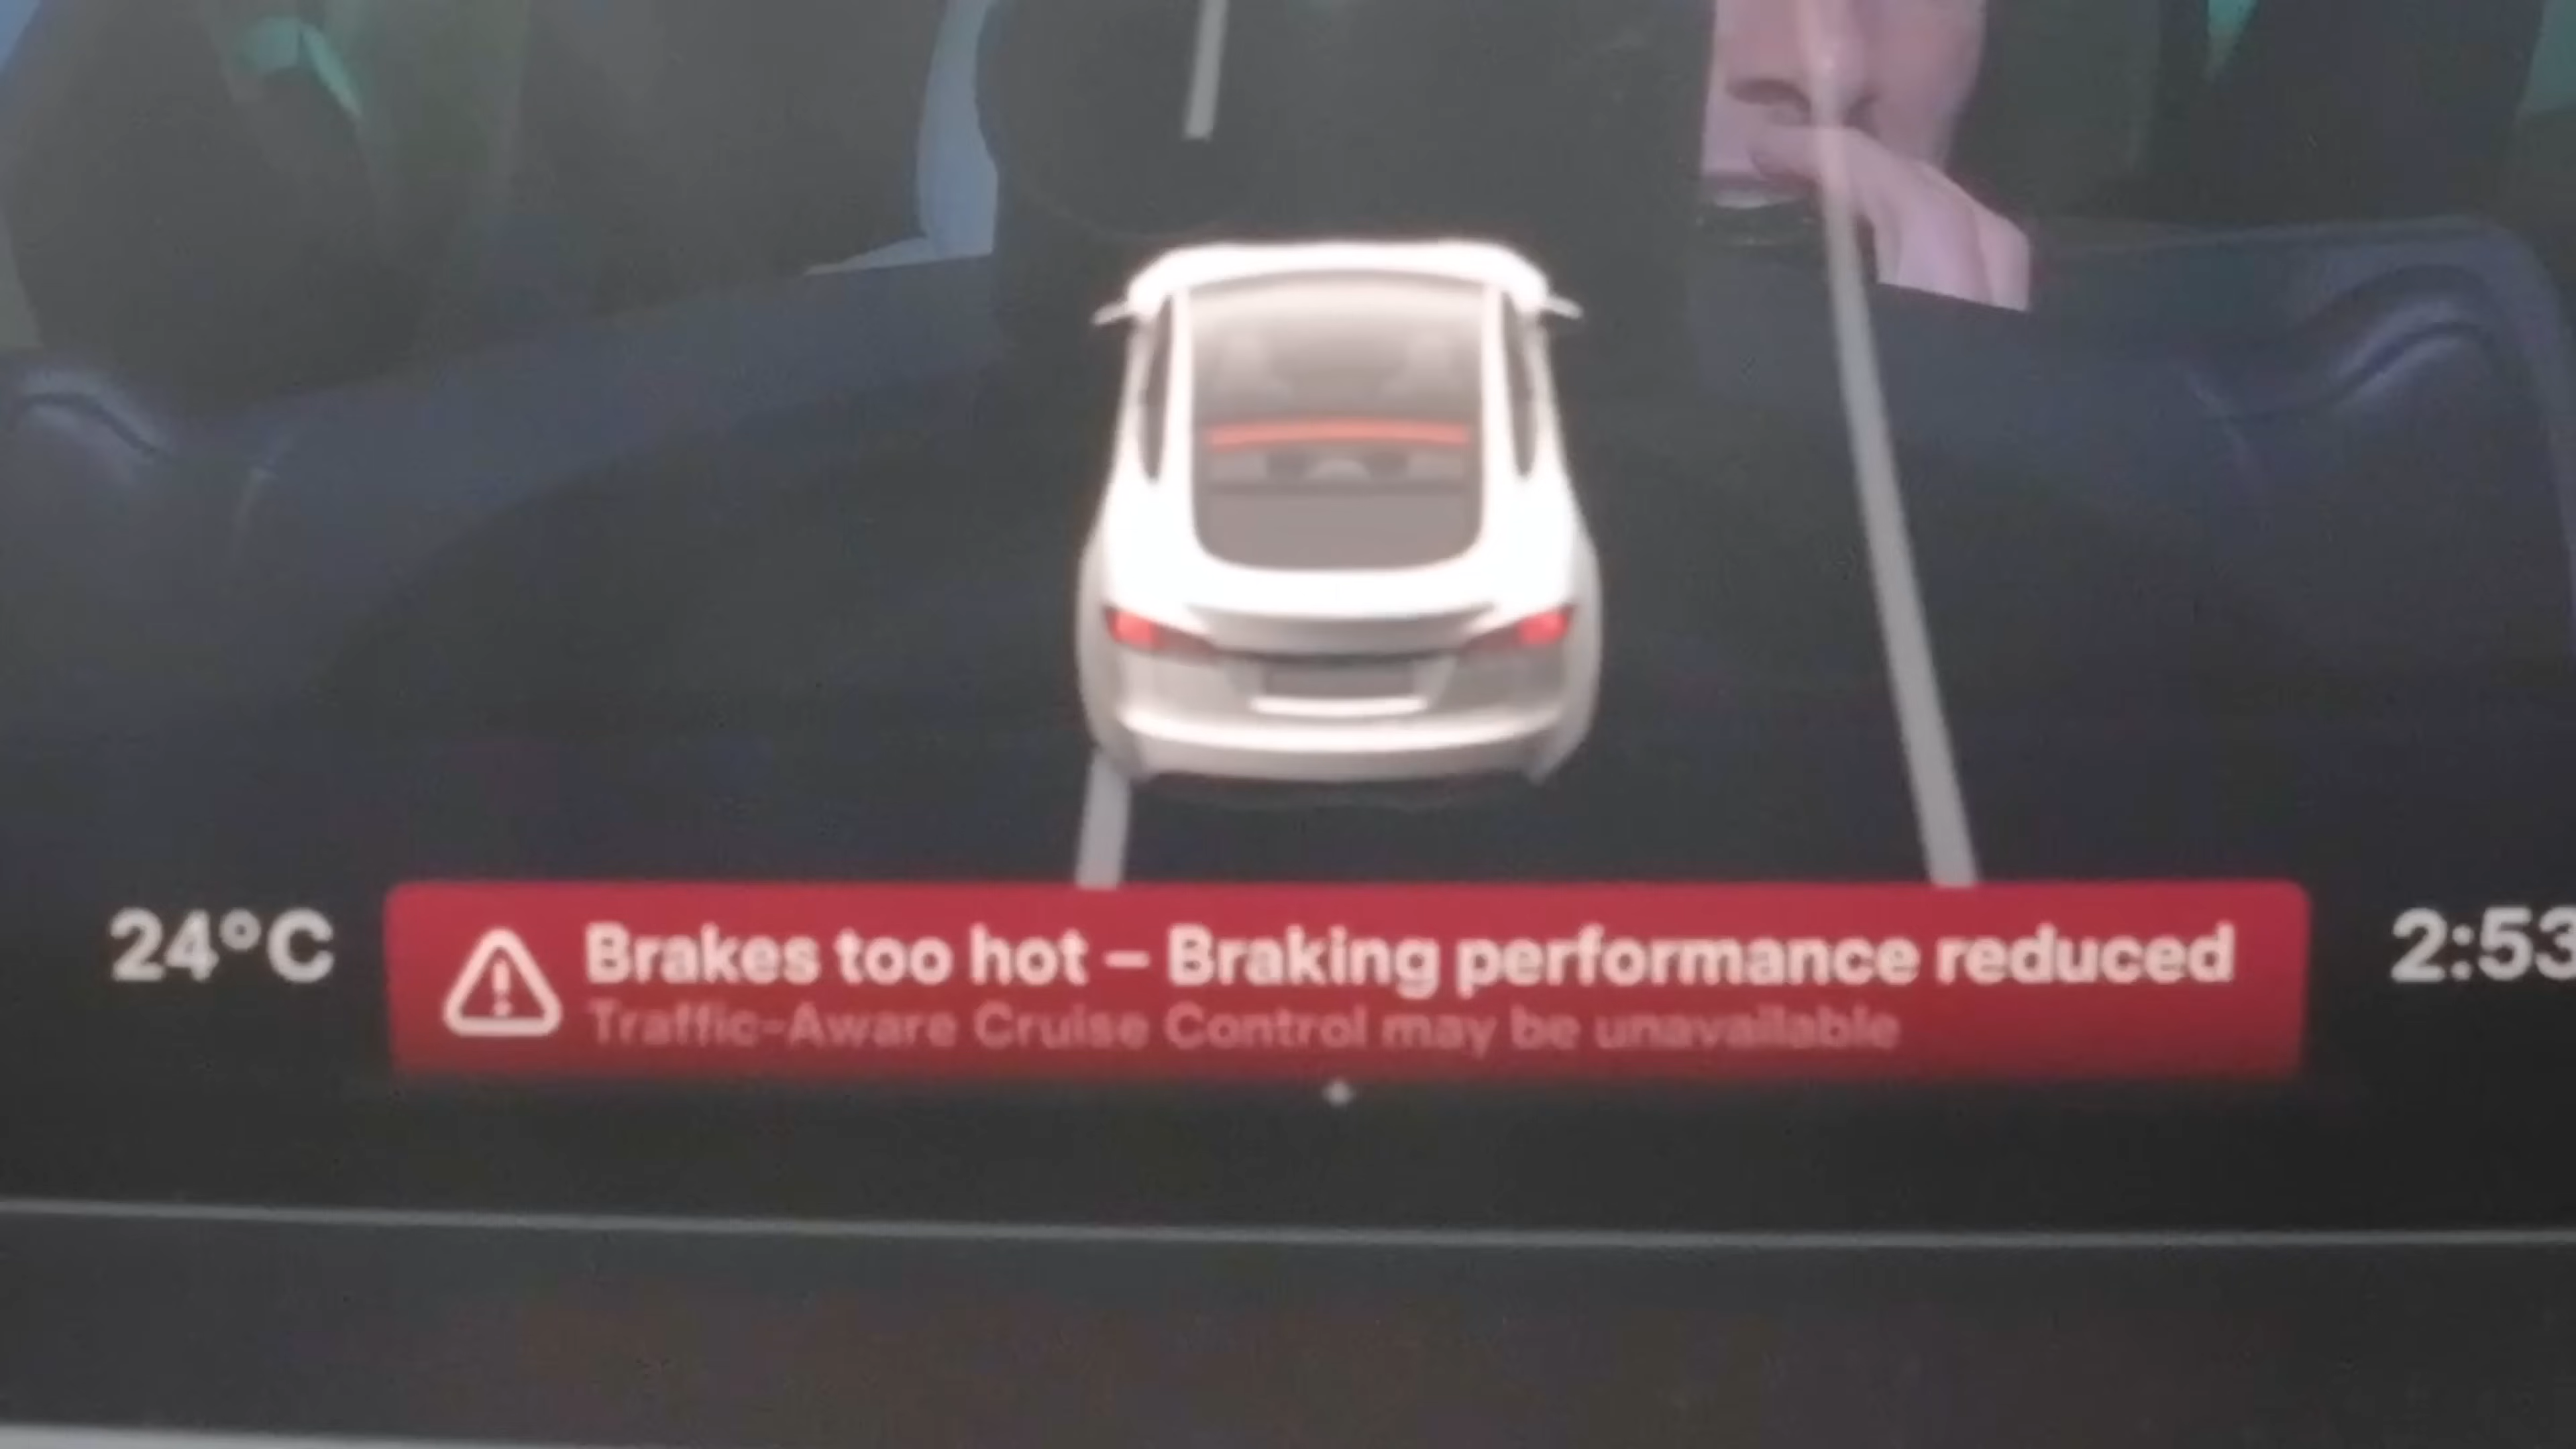 24°C
Brakes too hot – Braking performance reduced
Traffic-Aware Cruise Control may be unavailable
2:53